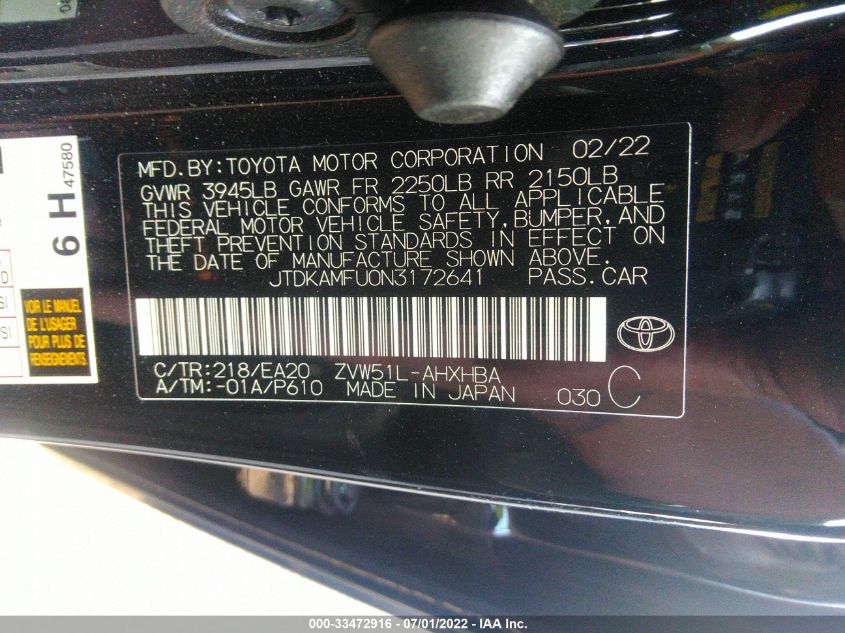 MFD.BY:TOYOTA MOTOR CORPORATION 02/22
GVWR 3945LB GAWR FR 2250LB RR 2150LB
THIS VEHICLE CONFORMS TO ALL APPLICABLE
FEDERAL MOTOR VEHICLE SAFETY,BUMPER,AND
THEFT PREVENTION STANDARDS IN EFFECT ON
THE DATE OF MANUFACTURE SHOWN ABOVE.
JTDKAMFU0N3172641 PASS.CAR
C/TR:218/EA20 ZVW51L-AHXHBA
A/TM:-01A/P610 MADE IN JAPAN 030 C
6 H 47580
VOIR LE MANUEL
DE L'USAGER
POUR PLUS DE
RENSEIGNEMENTS
000-33472916 - 07/01/2022 - IAAI.COM